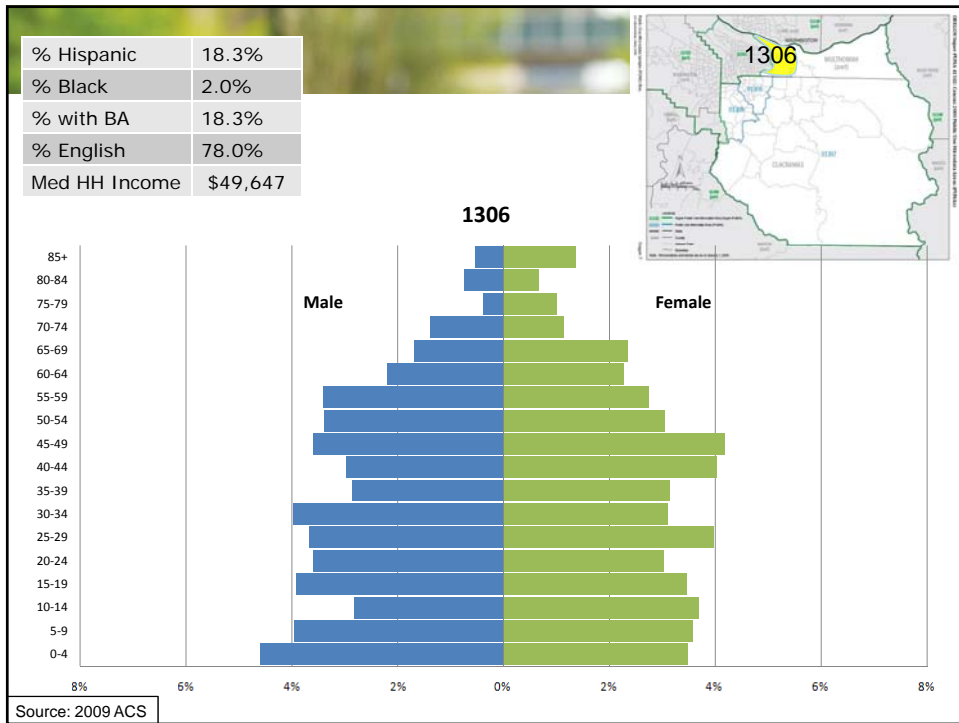 % Hispanic 18.3%
% Black 2.0%
% with BA 18.3%
% English 78.0%
Med HH Income $49,647
1306
MULTNOMAH
CLACKAMAS
1306
85+
80-84
75-79
Male
Female
70-74
65-69
60-64
55-59
50-54
45-49
40-44
35-39
30-34
25-29
20-24
15-19
10-14
5-9
0-4
8% 6% 4% 2% 0% 2% 4% 6% 8%
Source: 2009 ACS